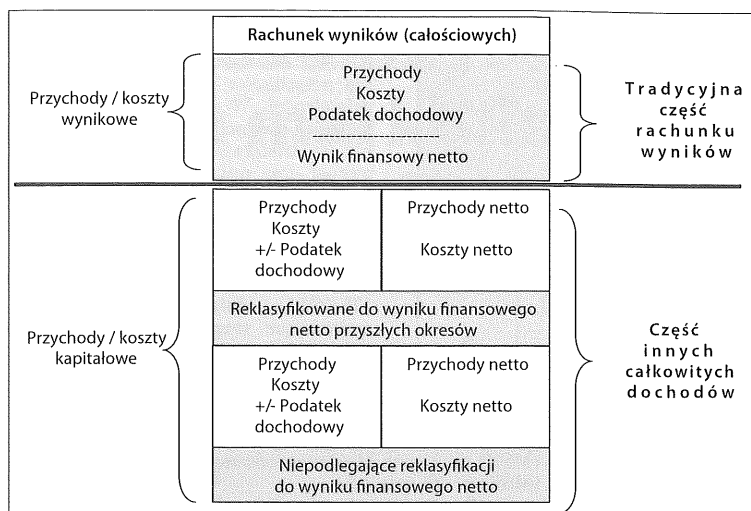 Rachunek wyników (całościowych)
Przychody / koszty
wynikowe
Przychody
Koszty
Podatek dochodowy
-----------------------
Wynik finansowy netto
Tradycyjna
część
rachunku
wyników
Przychody / koszty
kapitałowe
Przychody
Koszty
+/- Podatek
dochodowy
Przychody netto
Koszty netto
Reklasyfikowane do wyniku finansowego
netto przyszłych okresów
Przychody
Koszty
+/- Podatek
dochodowy
Przychody netto
Koszty netto
Niepodlegające reklasyfikacji
do wyniku finansowego netto
Część
innych
całkowitych
dochodów